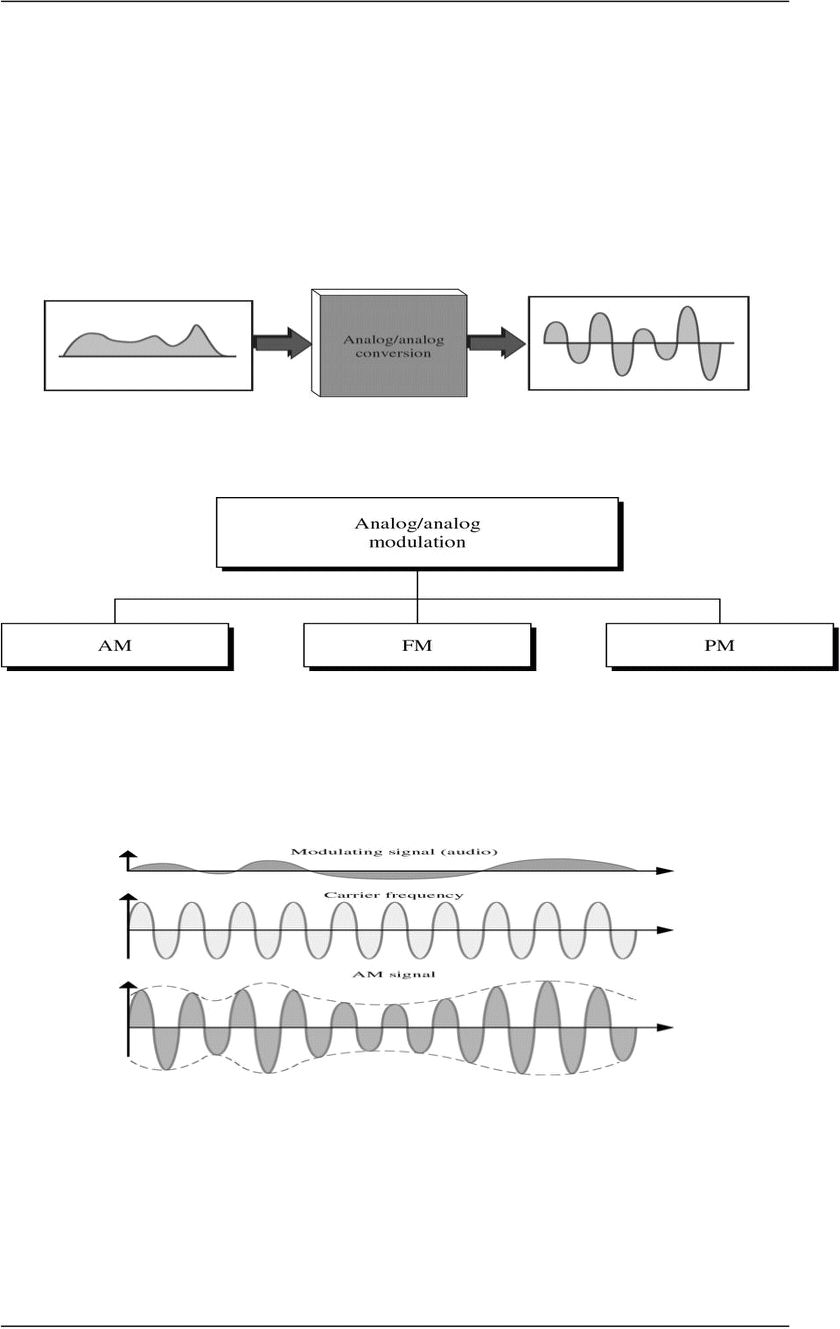 Analog/analog
conversion
Analog/analog
modulation
AM
FM
PM
Modulating signal (audio)
Carrier frequency
AM signal